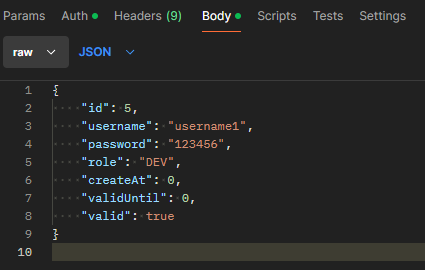 Params Auth Headers (9) Body Scripts Tests Settings
raw JSON
1 {
2 "id": 5,
3 "username": "username1",
4 "password": "123456",
5 "role": "DEV",
6 "createAt": 0,
7 "validUntil": 0,
8 "valid": true
9 }
10